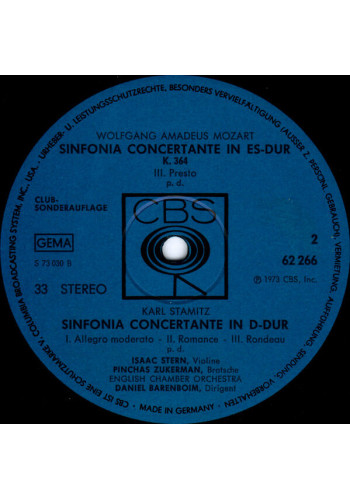 URHEBER- U. LEISTUNGSSCHUTZRECHTE, BESONDERS VERVIELFÄLTIGUNG (AUSSER Z. PERSÖNL. GEBRAUCH), VERMIETUNG, AUFFÜHRUNG, SENDUNG, VORBEHALTEN
WOLFGANG AMADEUS MOZART
SINFONIA CONCERTANTE IN ES-DUR
K. 364
III. Presto
p. d.
CLUB-
SONDERAUFLAGE
CBS
GEMA
2
62 266
S 73 030 B
℗ 1973 CBS, Inc.
33 STEREO
KARL STAMITZ
SINFONIA CONCERTANTE IN D-DUR
I. Allegro moderato - II. Romance - III. Rondeau
p. d.
ISAAC STERN, Violine
PINCHAS ZUKERMAN, Bratsche
ENGLISH CHAMBER ORCHESTRA
DANIEL BARENBOIM, Dirigent
CBS IST EINE SCHUTZMARKE V. COLUMBIA BROADCASTING SYSTEM, INC., USA.
• MADE IN GERMANY •